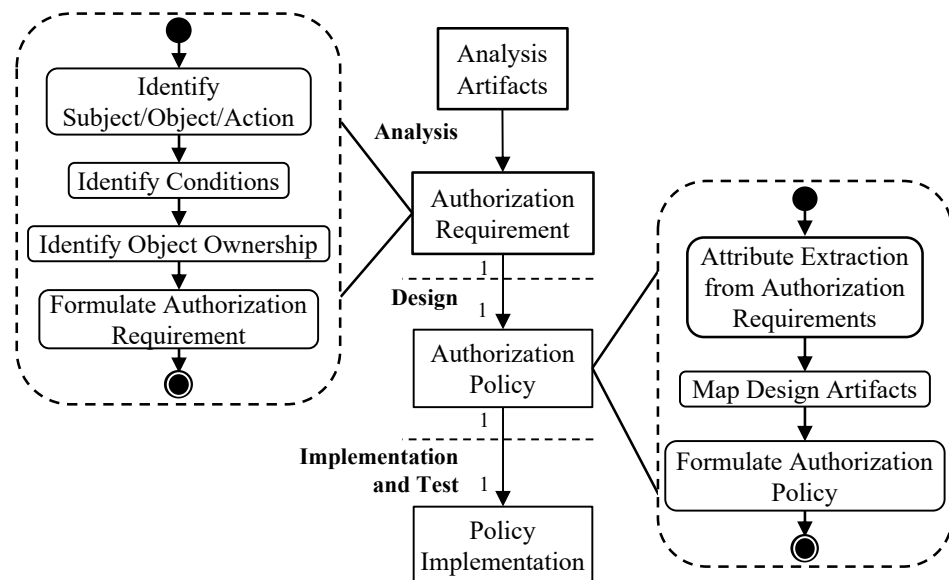 Identify
Subject/Object/Action
Identify Conditions
Identify Object Ownership
Formulate Authorization
Requirement
Analysis
Artifacts
Analysis
Authorization
Requirement
1
Design
1
Authorization
Policy
1
Implementation
and Test
1
Policy
Implementation
Attribute Extraction
from Authorization
Requirements
Map Design Artifacts
Formulate Authorization
Policy